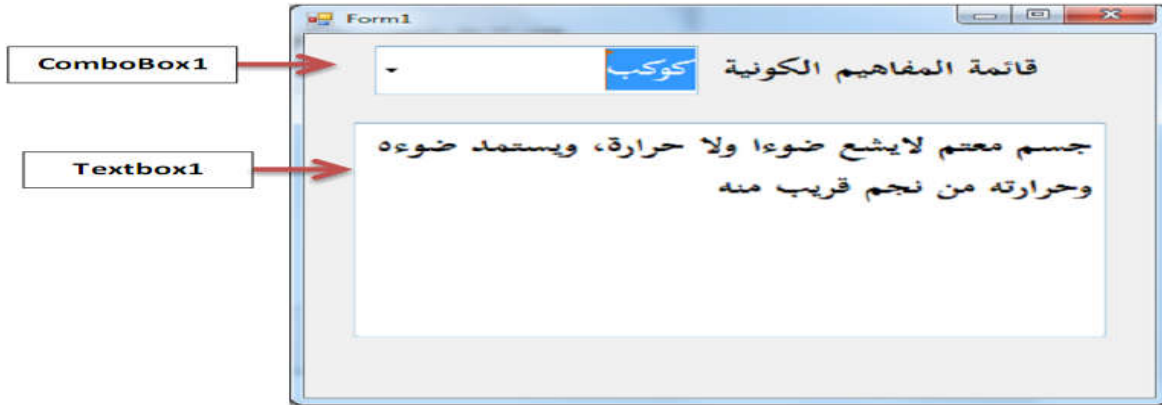 Form1
ComboBox1
قائمة المفاهيم الكونية
كوكب
Textbox1
جسم معتم لايشع ضوءا ولا حرارة، ويستمد ضوءه
وحرارته من نجم قريب منه